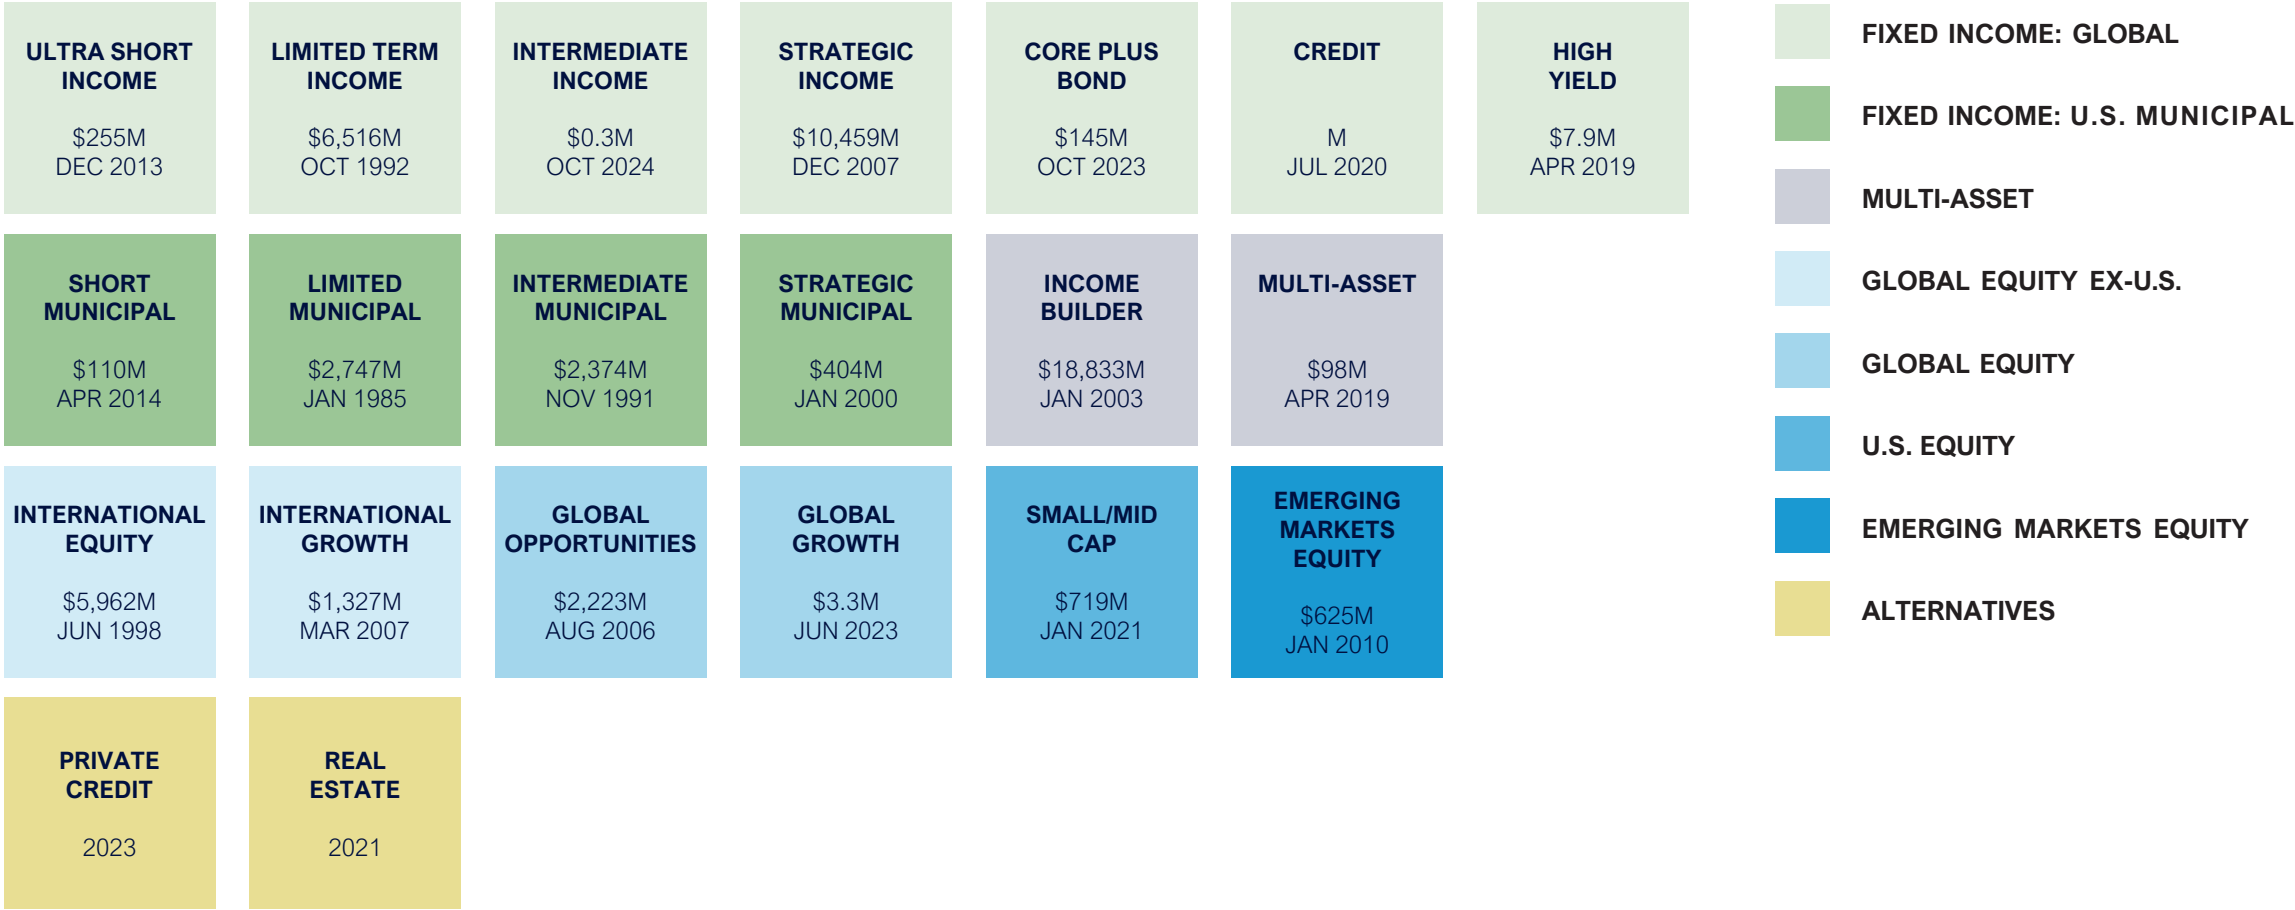 ULTRA SHORT
INCOME
$255M
DEC 2013
LIMITED TERM
INCOME
$6,516M
OCT 1992
INTERMEDIATE
INCOME
$0.3M
OCT 2024
STRATEGIC
INCOME
$10,459M
DEC 2007
CORE PLUS
BOND
$145M
OCT 2023
CREDIT
M
JUL 2020
HIGH
YIELD
$7.9M
APR 2019
SHORT
MUNICIPAL
$110M
APR 2014
LIMITED
MUNICIPAL
$2,747M
JAN 1985
INTERMEDIATE
MUNICIPAL
$2,374M
NOV 1991
STRATEGIC
MUNICIPAL
$404M
JAN 2000
INCOME
BUILDER
$18,833M
JAN 2003
MULTI-ASSET
$98M
APR 2019
INTERNATIONAL
EQUITY
$5,962M
JUN 1998
INTERNATIONAL
GROWTH
$1,327M
MAR 2007
GLOBAL
OPPORTUNITIES
$2,223M
AUG 2006
GLOBAL
GROWTH
$3.3M
JUN 2023
SMALL/MID
CAP
$719M
JAN 2021
EMERGING
MARKETS
EQUITY
$625M
JAN 2010
PRIVATE
CREDIT
2023
REAL
ESTATE
2021
FIXED INCOME: GLOBAL
FIXED INCOME: U.S. MUNICIPAL
MULTI-ASSET
GLOBAL EQUITY EX-U.S.
GLOBAL EQUITY
U.S. EQUITY
EMERGING MARKETS EQUITY
ALTERNATIVES